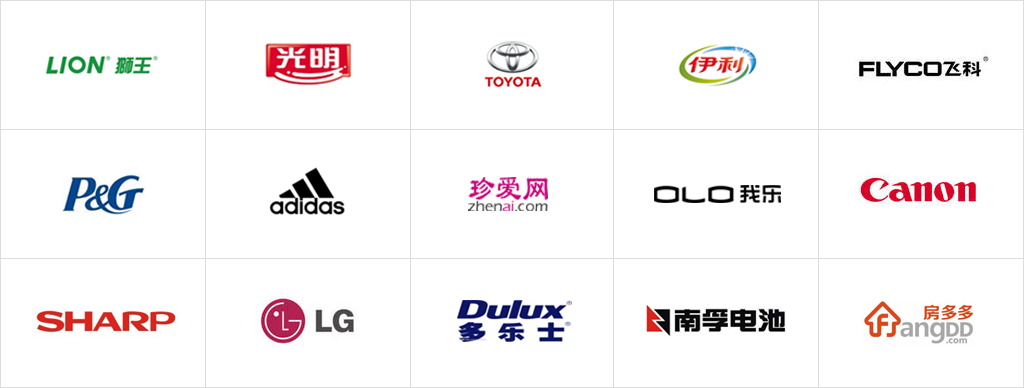 LION® 狮王®
光明
TOYOTA
伊利
FLYCO飞科®
P&G
adidas
珍爱网
zhenai.com
OLO 我乐
Canon
SHARP
LG
Dulux®
多乐士®
南孚电池
房多多
FangDD
.com